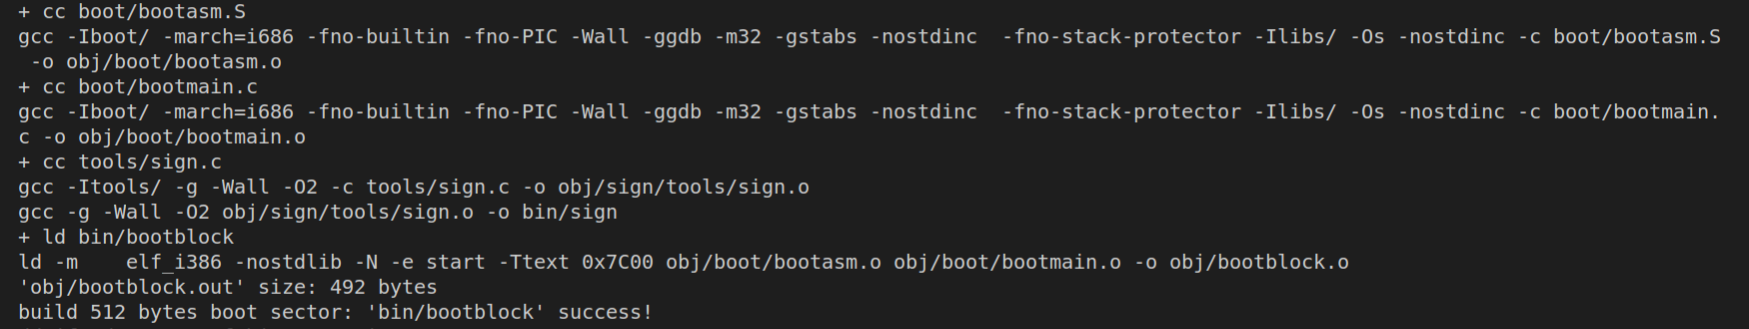 + cc boot/bootasm.S
gcc -Iboot/ -march=i686 -fno-builtin -fno-PIC -Wall -ggdb -m32 -gstabs -nostdinc  -fno-stack-protector -Ilibs/ -Os -nostdinc -c boot/bootasm.S
 -o obj/boot/bootasm.o
+ cc boot/bootmain.c
gcc -Iboot/ -march=i686 -fno-builtin -fno-PIC -Wall -ggdb -m32 -gstabs -nostdinc  -fno-stack-protector -Ilibs/ -Os -nostdinc -c boot/bootmain.
c -o obj/boot/bootmain.o
+ cc tools/sign.c
gcc -Itools/ -g -Wall -O2 -c tools/sign.c -o obj/sign/tools/sign.o
gcc -g -Wall -O2 obj/sign/tools/sign.o -o bin/sign
+ ld bin/bootblock
ld -m    elf_i386 -nostdlib -N -e start -Ttext 0x7C00 obj/boot/bootasm.o obj/boot/bootmain.o -o obj/bootblock.o
'obj/bootblock.out' size: 492 bytes
build 512 bytes boot sector: 'bin/bootblock' success!